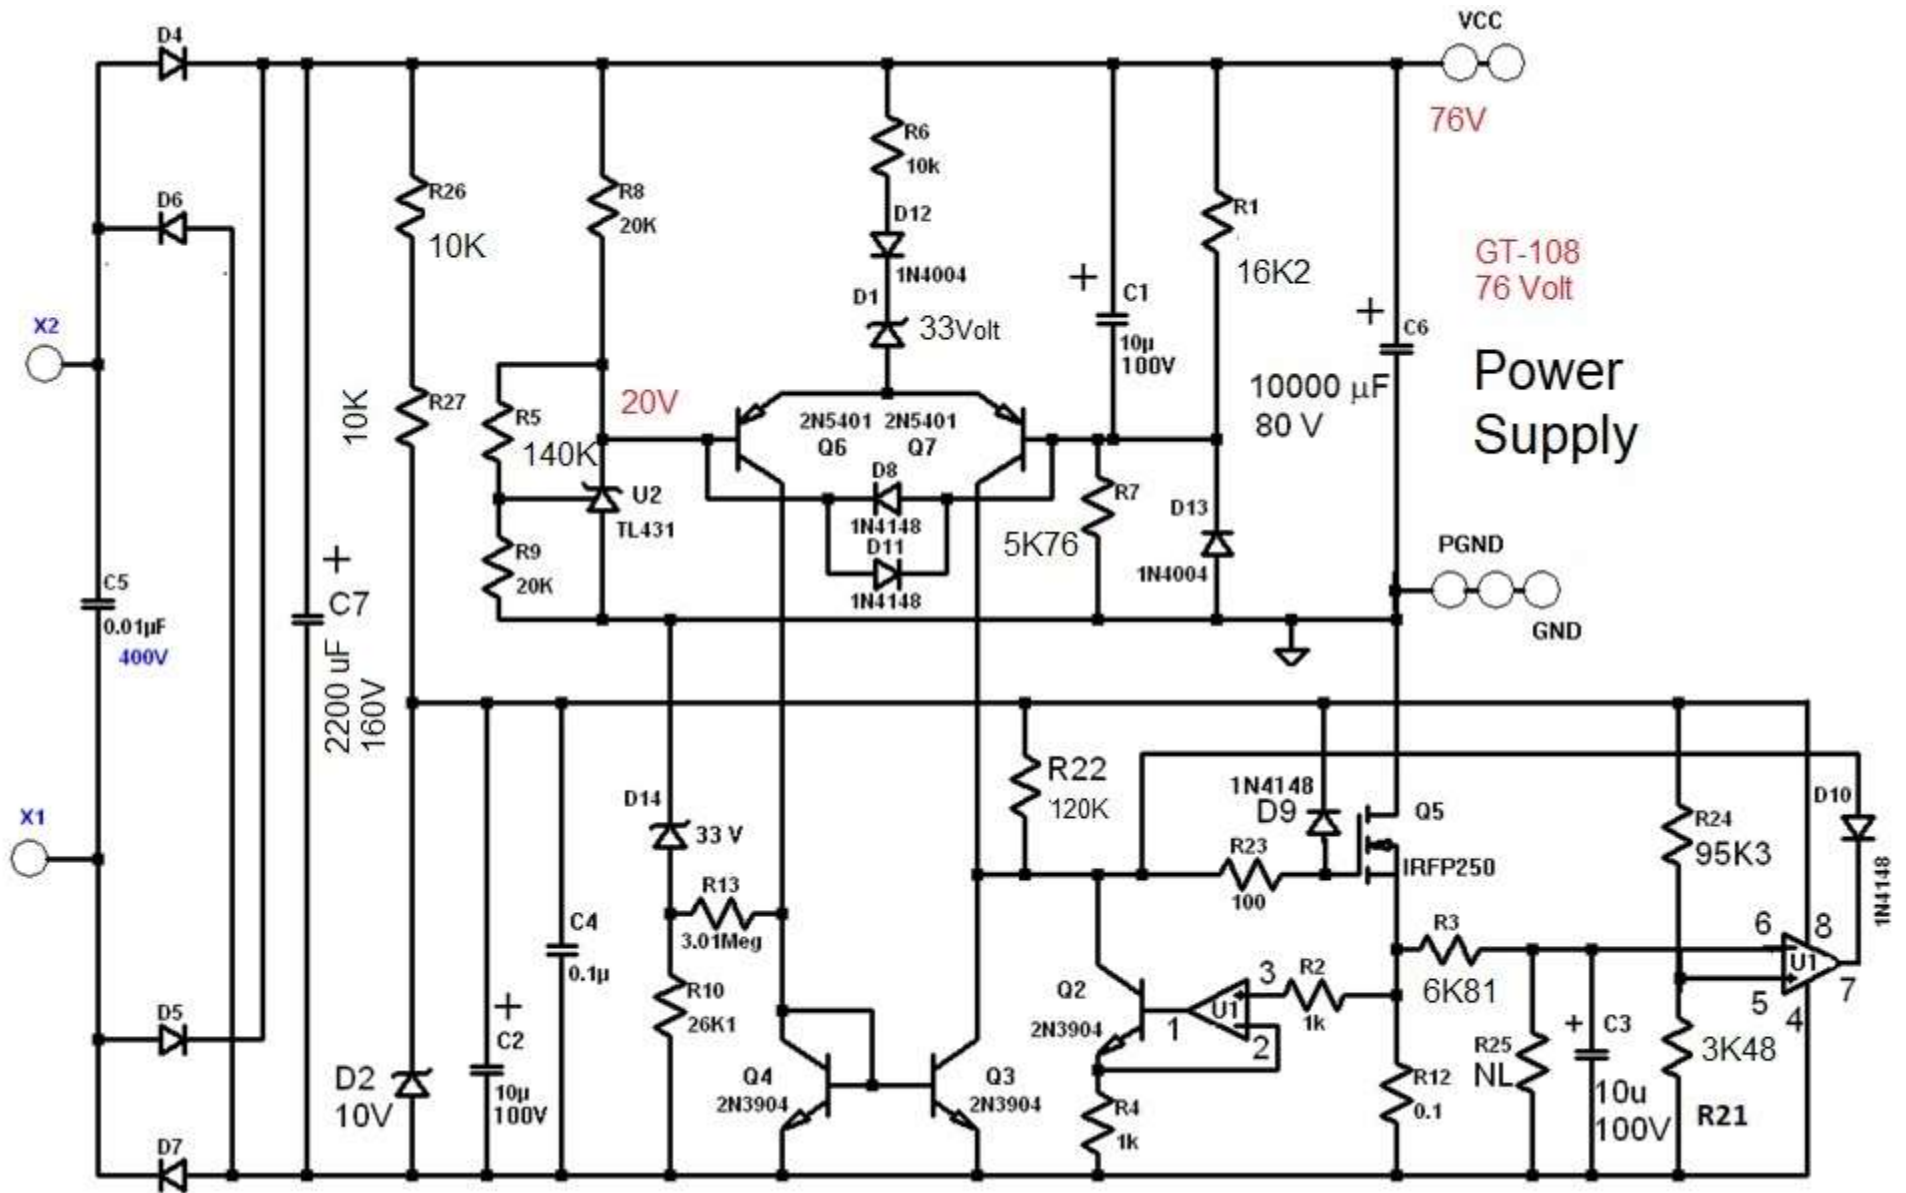 D4
VCC
76V
R6
10k
D6
R26
10K
R8
20K
D12
1N4004
R1
16K2
GT-108
76 Volt
D1
33Volt
+
C1
10µ
100V
+
C6
10000 µF
80 V
Power
Supply
X2
10K
R27
R5
140K
20V
2N5401
Q6
2N5401
Q7
D8
1N4148
D11
1N4148
U2
TL431
R7
5K76
D13
1N4004
PGND
GND
R9
20K
C5
0.01µF
400V
+
C7
2200 uF
160V
X1
D14
33 V
R22
120K
1N4148
D9
Q5
IRFP250
R24
95K3
D10
1N4148
R23
100
R13
3.01Meg
C4
0.1µ
R10
26K1
R3
6K81
6
8
U1
5
4
7
Q2
2N3904
1
U1
3
2
R2
1k
D5
+
C2
10µ
100V
D2
10V
Q4
2N3904
Q3
2N3904
R4
1k
R12
0.1
R25
NL
+
C3
10u
100V
3K48
R21
D7